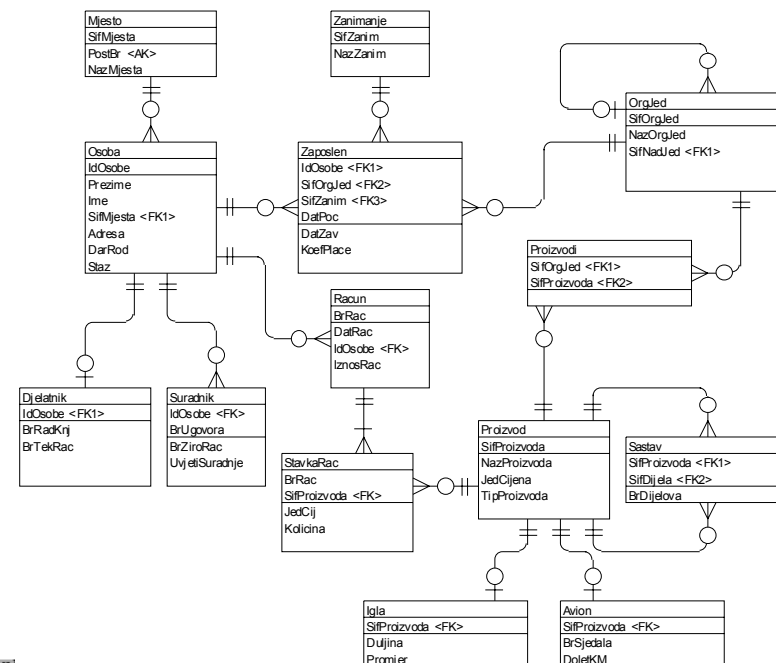 Mjesto
SifMjesta
PostBr <AK>
NazMjesta
Zanimanje
SifZanim
NazZanim
OrgJed
SifOrgJed
NazOrgJed
SifNadJed <FK1>
Osoba
IdOsobe
Prezime
Ime
SifMjesta <FK1>
Adresa
DarRod
Staz
Zaposlen
IdOsobe <FK1>
SifOrgJed <FK2>
SifZanim <FK3>
DatPoc
DatZav
KoefPlace
Proizvodi
SifOrgJed <FK1>
SifProizvoda <FK2>
Racun
BrRac
DatRac
IdOsobe <FK>
IznosRac
Djelatnik
IdOsobe <FK1>
BrRadKnj
BrTekRac
Suradnik
IdOsobe <FK>
BrUgovora
BrZiroRac
UvjetiSuradnje
StavkaRac
BrRac
SifProizvoda <FK>
JedCij
Kolicina
Proizvod
SifProizvoda
NazProizvoda
JedCijena
TipProizvoda
Sastav
SifProizvoda <FK1>
SifDijela <FK2>
BrDijelova
Igla
SifProizvoda <FK>
Duljina
Promjer
Avion
SifProizvoda <FK>
BrSjedala
DoletKM